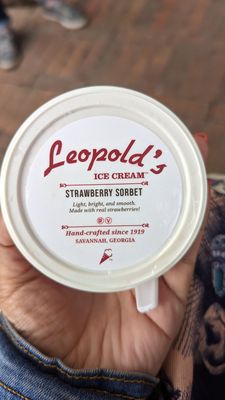 Leopold's
ICE CREAM™
STRAWBERRY SORBET
Light, bright, and smooth.
Made with real strawberries!
Hand-crafted since 1919
SAVANNAH, GEORGIA